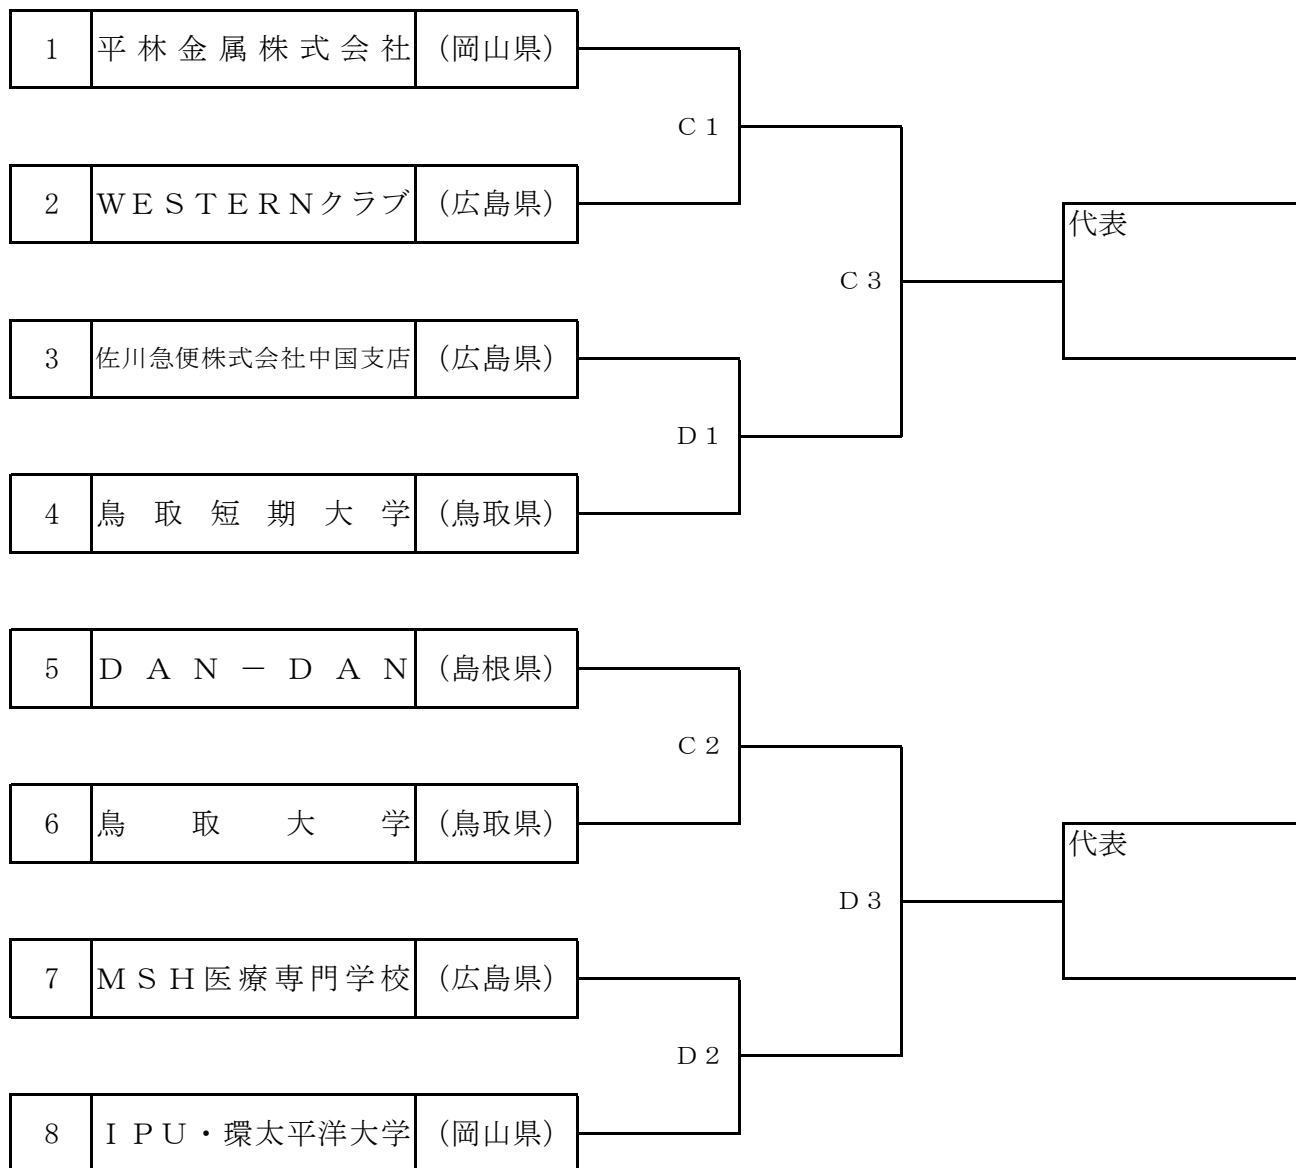 1 平林金属株式会社 (岡山県)
C1
2 WESTERNクラブ (広島県)
代表
C3
3 佐川急便株式会社中国支店 (広島県)
D1
4 鳥取短期大学 (鳥取県)
5 DAN－DAN (島根県)
C2
6 鳥取大学 (鳥取県)
代表
D3
7 MSH医療専門学校 (広島県)
D2
8 IPU・環太平洋大学 (岡山県)